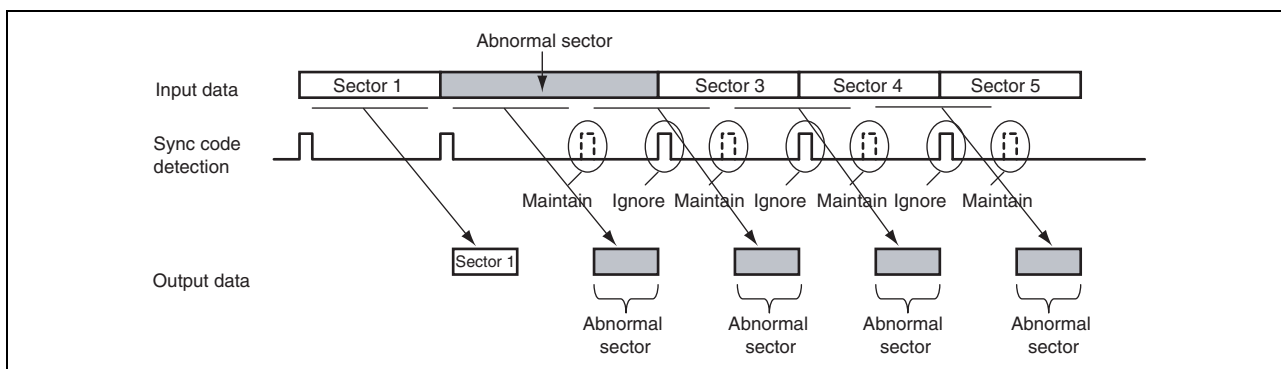 Abnormal sector
Input data
Sector 1
Sector 3
Sector 4
Sector 5
Sync code
detection
Maintain
Ignore
Maintain
Ignore
Maintain
Ignore
Maintain
Output data
Sector 1
Abnormal
sector
Abnormal
sector
Abnormal
sector
Abnormal
sector